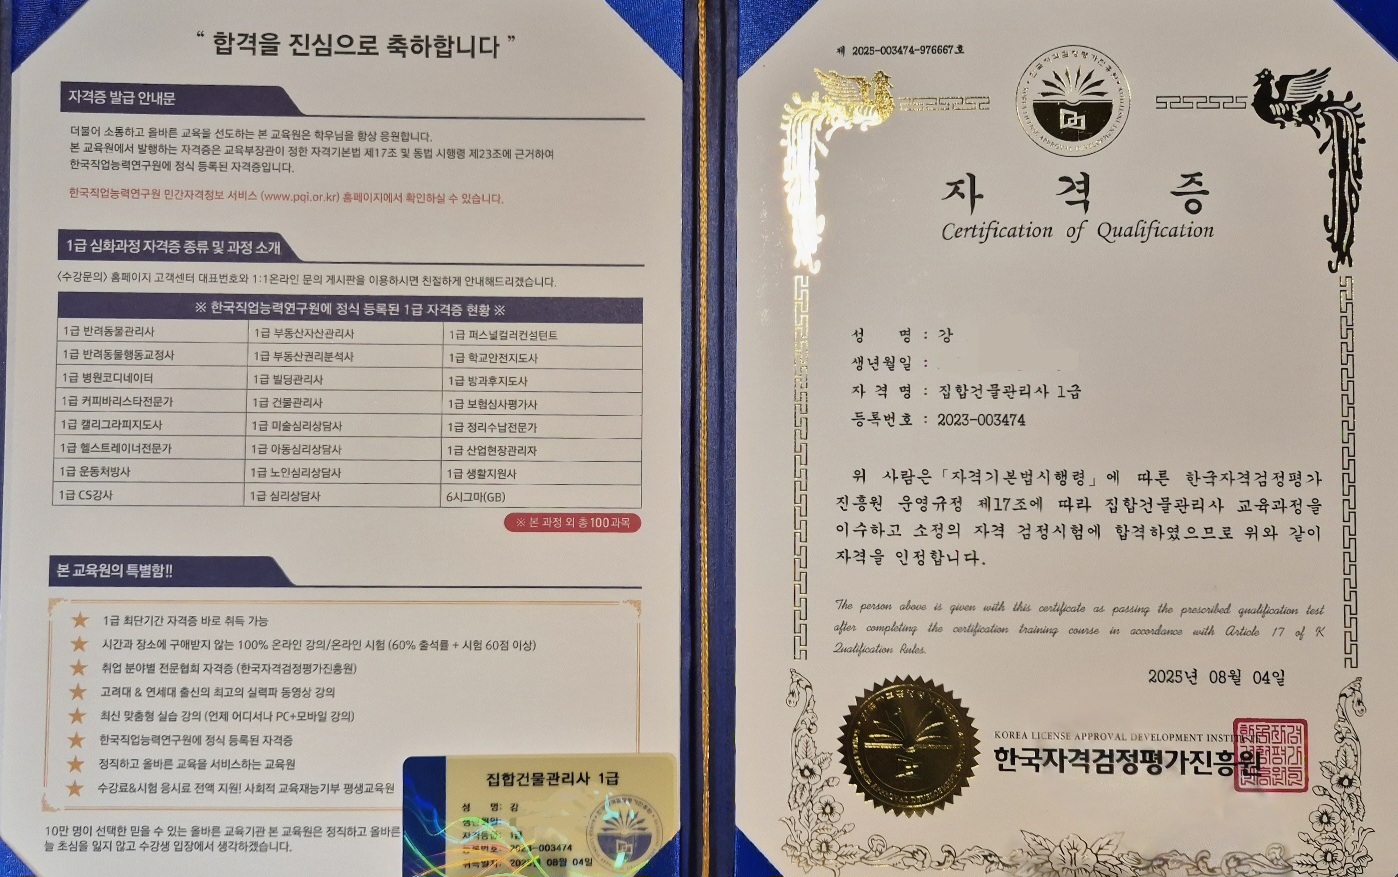 “ 합격을 진심으로 축하합니다 ”
자격증 발급 안내문
더불어 소통하고 올바른 교육을 선도하는 본 교육원은 학우님을 항상 응원합니다.
본 교육원에서 발행하는 자격증은 교육부장관이 정한 자격기본법 제17조 및 동법 시행령 제23조에 근거하여
한국직업능력연구원에 정식 등록된 자격증입니다.
한국직업능력연구원 민간자격정보 서비스 (www.pqi.or.kr) 홈페이지에서 확인하실 수 있습니다.
1급 심화과정 자격증 종류 및 과정 소개
<수강문의> 홈페이지 고객센터 대표번호와 1:1온라인 문의 게시판을 이용하시면 친절하게 안내해드리겠습니다.
※ 한국직업능력연구원에 정식 등록된 1급 자격증 현황 ※
1급 반려동물관리사 1급 부동산자산관리사 1급 퍼스널컬러컨설턴트
1급 반려동물행동교정사 1급 부동산권리분석사 1급 학교안전지도사
1급 병원코디네이터 1급 빌딩관리사 1급 방과후지도사
1급 커피바리스타전문가 1급 건물관리사 1급 보험심사평가사
1급 캘리그라피지도사 1급 미술심리상담사 1급 정리수납전문가
1급 헬스트레이너전문가 1급 아동심리상담사 1급 산업현장관리자
1급 운동처방사 1급 노인심리상담사 1급 생활지원사
1급 CS강사 1급 심리상담사 6시그마(GB)
※ 본 과정 외 총 100과목
본 교육원의 특별함!!
1급 최단기간 자격증 바로 취득 가능
시간과 장소에 구애받지 않는 100% 온라인 강의/온라인 시험 (60% 출석률 + 시험 60점 이상)
취업 분야별 전문협회 자격증 (한국자격검정평가진흥원)
고려대 & 연세대 출신의 최고의 실력파 동영상 강의
최신 맞춤형 실습 강의 (언제 어디서나 PC+모바일 강의)
한국직업능력연구원에 정식 등록된 자격증
정직하고 올바른 교육을 서비스하는 교육원
수강료&시험 응시료 전액 지원! 사회적 교육재능기부 평생교육원
10만 명이 선택한 믿을 수 있는 올바른 교육기관 본 교육원은 정직하고 올바른
늘 초심을 잃지 않고 수강생 입장에서 생각하겠습니다.
집합건물관리사 1급
성 명: 강
생년월일:
자격등급: 1급
등록번호: 2023-003474
취득일자: 2025년 08월 04일
제 2025-003474-976667호
자 격 증
Certification of Qualification
성 명 : 강
생년월일 :
자 격 명 : 집합건물관리사 1급
등록번호 : 2023-003474
위 사람은「자격기본법시행령」에 따른 한국자격검정평가
진흥원 운영규정 제17조에 따라 집합건물관리사 교육과정을
이수하고 소정의 자격 검정시험에 합격하였으므로 위와 같이
자격을 인정합니다.
The person above is given with this certificate as passing the prescribed qualification test
after completing the certification training course in accordance with Article 17 of K
Qualification Rules.
2025년 08월 04일
KOREA LICENSE APPROVAL DEVELOPMENT INSTITUTE
한국자격검정평가진흥원